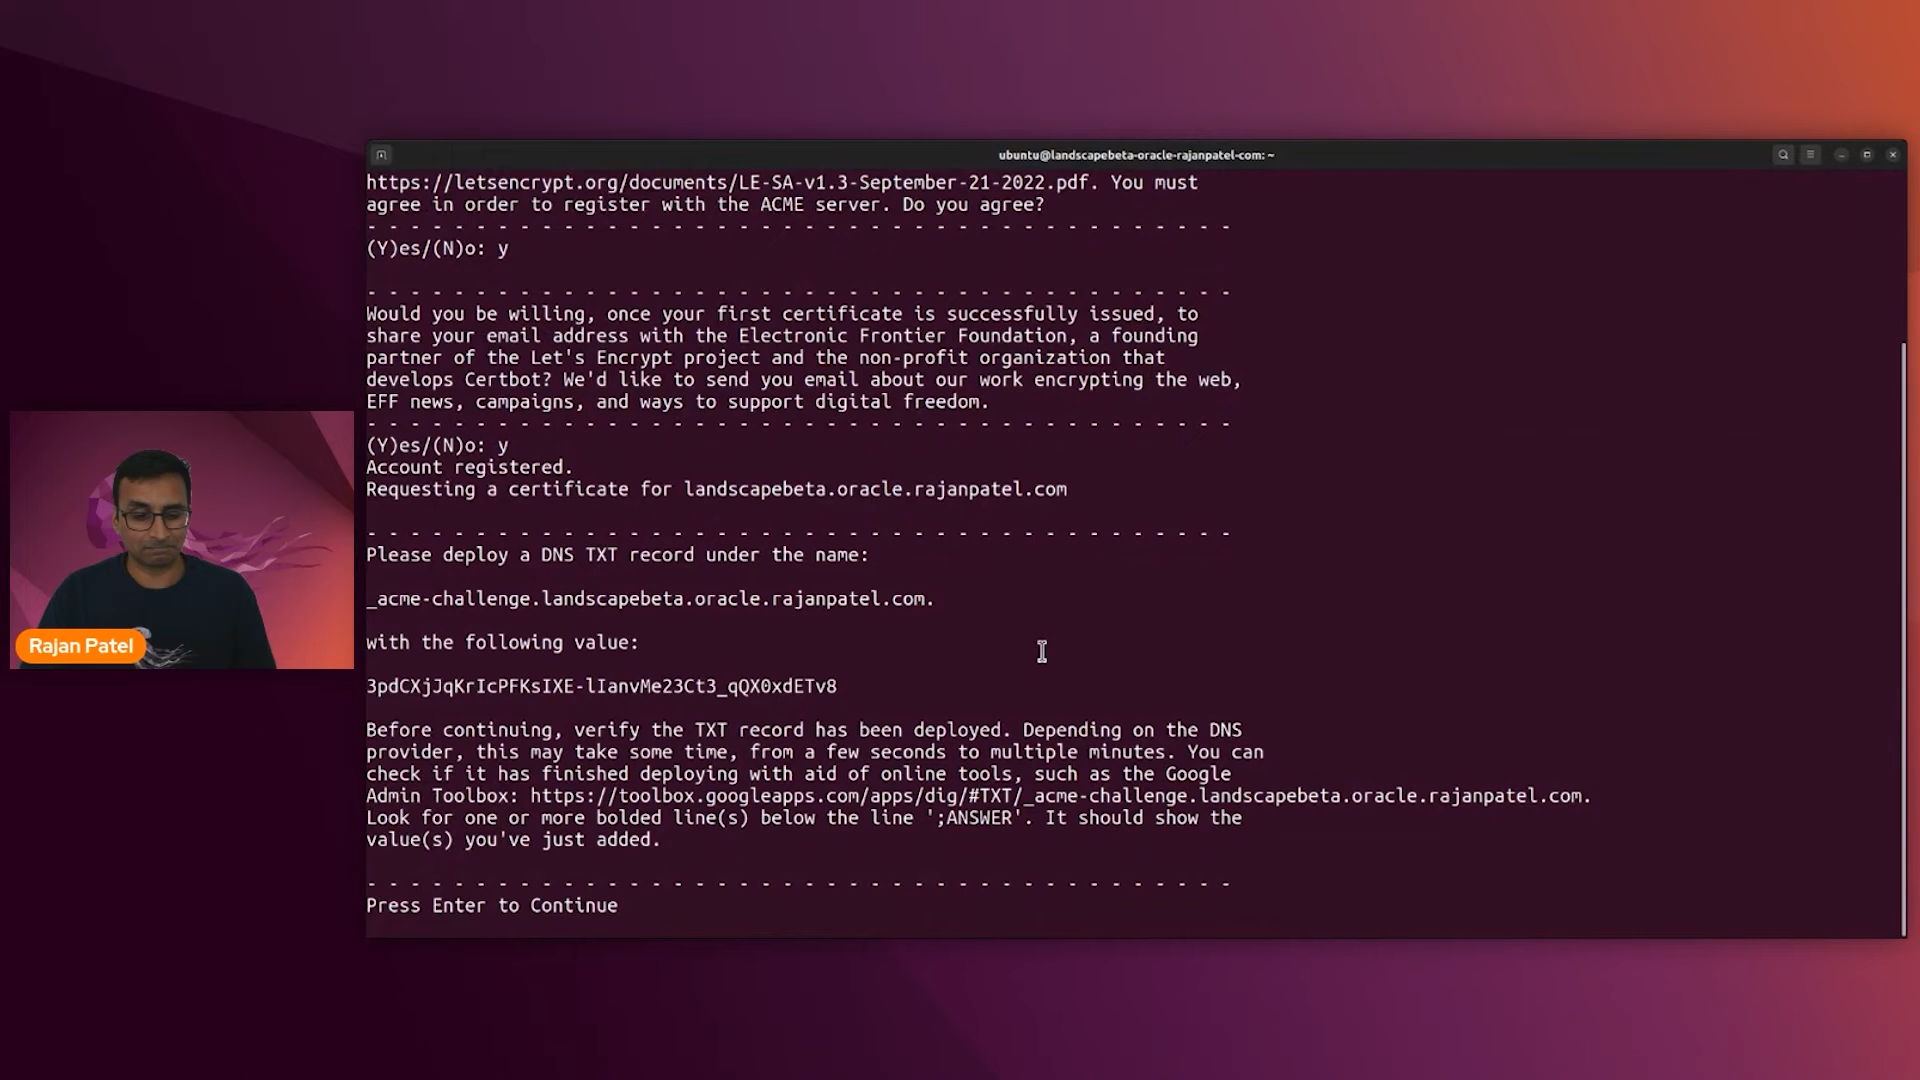 ubuntu@landscapebeta-oracle-rajanpatel-com: ~
https://letsencrypt.org/documents/LE-SA-v1.3-September-21-2022.pdf. You must
agree in order to register with the ACME server. Do you agree?
- - - - - - - - - - - - - - - - - - - - - - - - - - - - - - - - - - - - - - - -
(Y)es/(N)o: y
- - - - - - - - - - - - - - - - - - - - - - - - - - - - - - - - - - - - - - - -
Would you be willing, once your first certificate is successfully issued, to
share your email address with the Electronic Frontier Foundation, a founding
partner of the Let's Encrypt project and the non-profit organization that
develops Certbot? We'd like to send you email about our work encrypting the web,
EFF news, campaigns, and ways to support digital freedom.
- - - - - - - - - - - - - - - - - - - - - - - - - - - - - - - - - - - - - - - -
(Y)es/(N)o: y
Account registered.
Requesting a certificate for landscapebeta.oracle.rajanpatel.com
- - - - - - - - - - - - - - - - - - - - - - - - - - - - - - - - - - - - - - - -
Please deploy a DNS TXT record under the name:
_acme-challenge.landscapebeta.oracle.rajanpatel.com.
with the following value:
3pdCXjJqKrIcPFKsIXE-lIanvMe23Ct3_qQX0xdETv8
Before continuing, verify the TXT record has been deployed. Depending on the DNS
provider, this may take some time, from a few seconds to multiple minutes. You can
check if it has finished deploying with aid of online tools, such as the Google
Admin Toolbox: https://toolbox.googleapps.com/apps/dig/#TXT/_acme-challenge.landscapebeta.oracle.rajanpatel.com.
Look for one or more bolded line(s) below the line ';ANSWER'. It should show the
value(s) you've just added.
- - - - - - - - - - - - - - - - - - - - - - - - - - - - - - - - - - - - - - - -
Press Enter to Continue
Rajan Patel